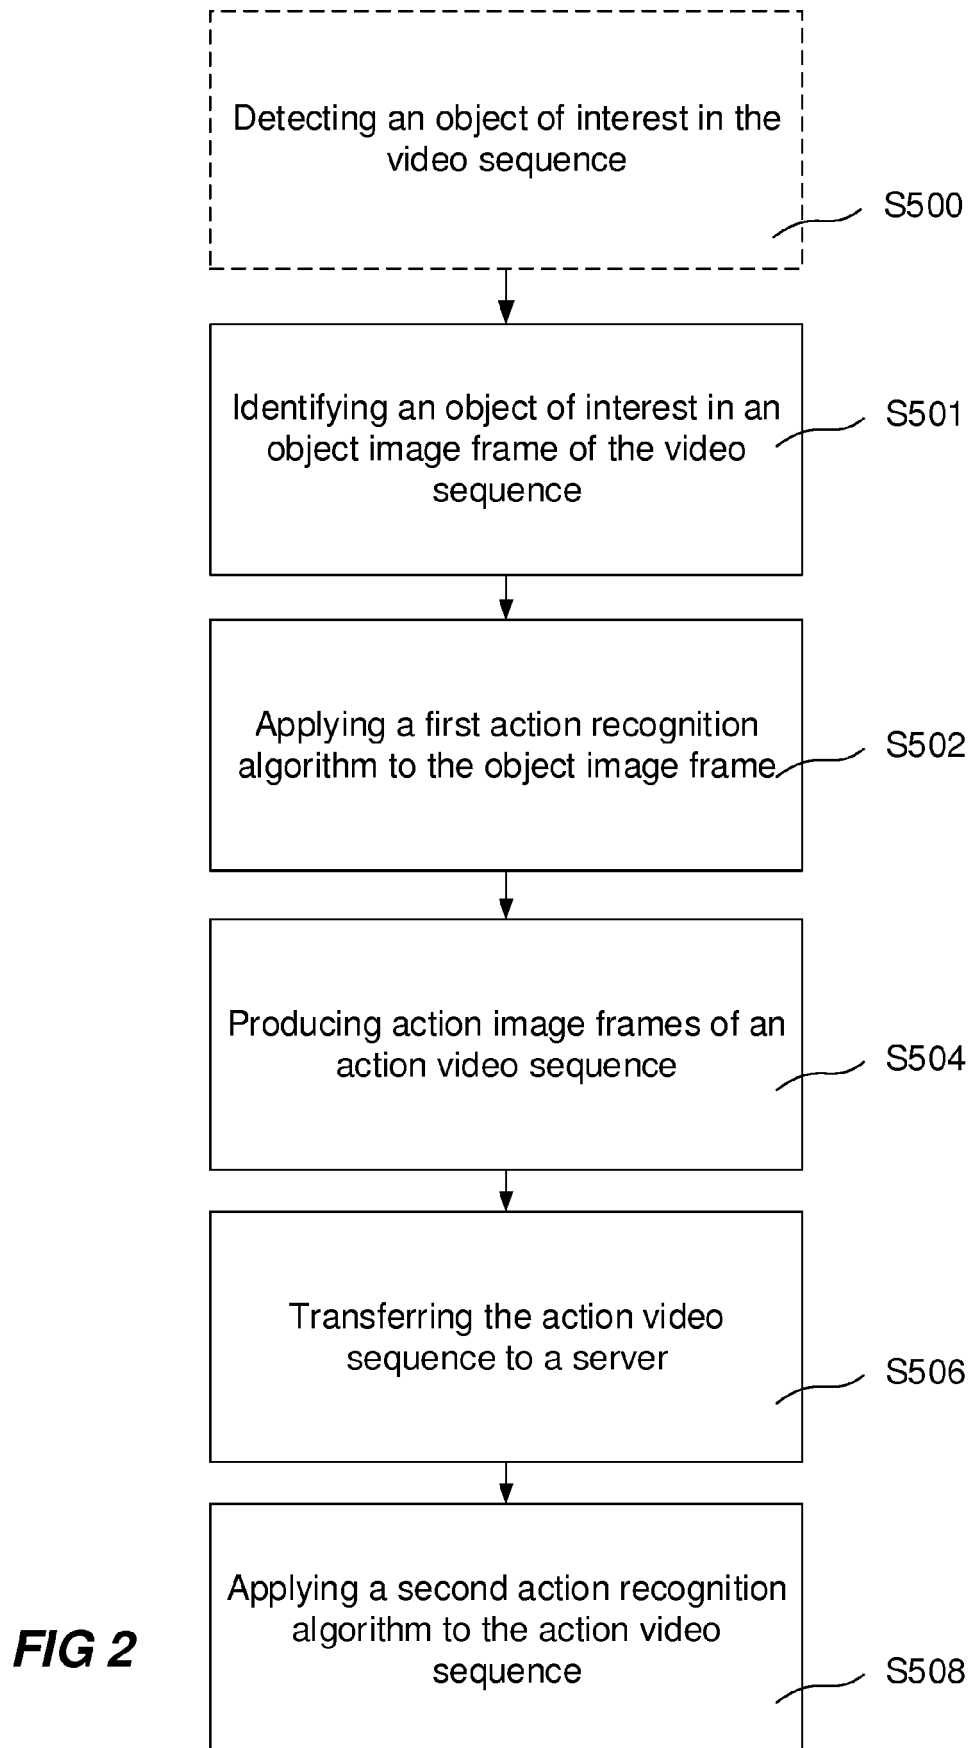 Detecting an object of interest in the
video sequence
S500
Identifying an object of interest in an
object image frame of the video
sequence
S501
Applying a first action recognition
algorithm to the object image frame
S502
Producing action image frames of an
action video sequence
S504
Transferring the action video
sequence to a server
S506
Applying a second action recognition
algorithm to the action video
sequence
S508
FIG 2